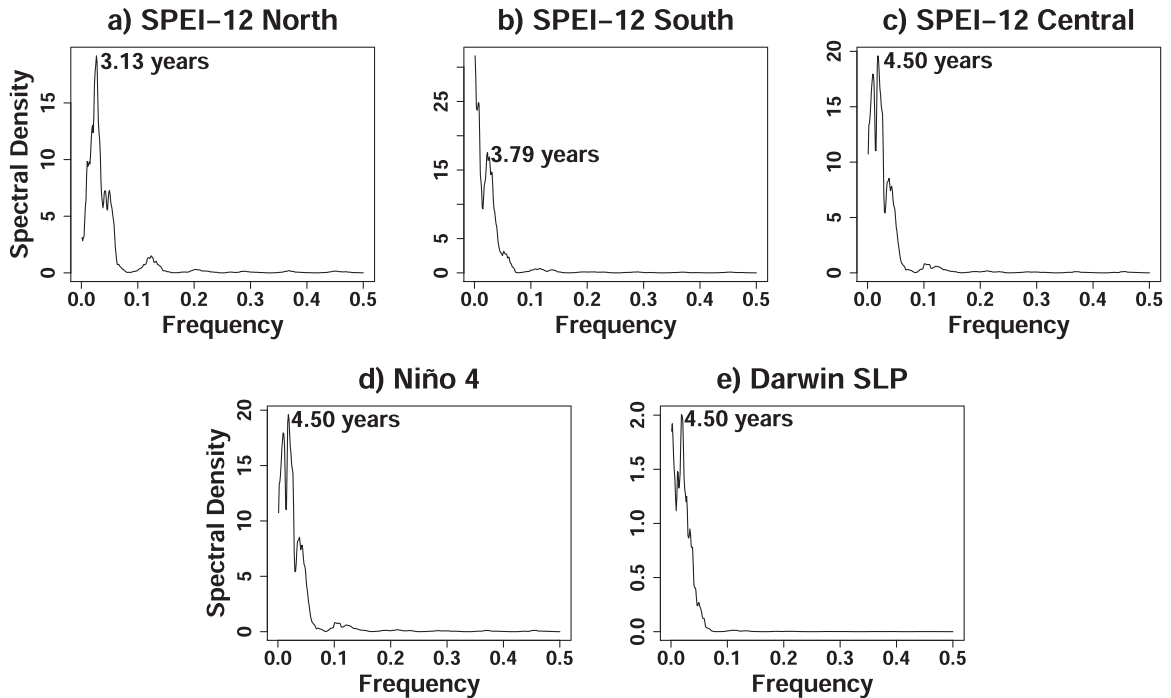 a) SPEI−12 North
3.13 years
Spectral Density
15
10
5
0
0.0 0.1 0.2 0.3 0.4 0.5
Frequency
b) SPEI−12 South
3.79 years
25
15
5
0
0.0 0.1 0.2 0.3 0.4 0.5
Frequency
c) SPEI−12 Central
4.50 years
20
15
10
5
0
0.0 0.1 0.2 0.3 0.4 0.5
Frequency
d) Niño 4
4.50 years
Spectral Density
20
15
10
5
0
0.0 0.1 0.2 0.3 0.4 0.5
Frequency
e) Darwin SLP
4.50 years
2.0
1.5
1.0
0.5
0.0
0.0 0.1 0.2 0.3 0.4 0.5
Frequency